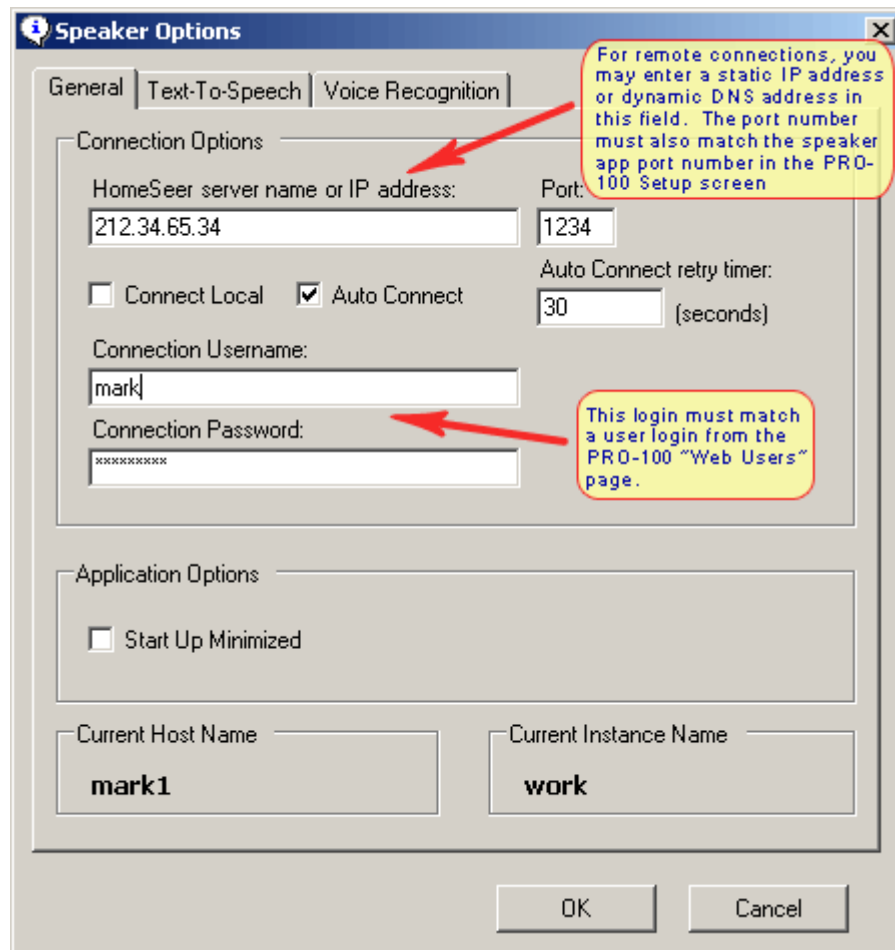 Speaker Options
For remote connections, you
may enter a static IP address
or dynamic DNS address in
this field. The port number
must also match the speaker
app port number in the PRO-
100 Setup screen
General
Text-To-Speech
Voice Recognition
Connection Options
HomeSeer server name or IP address:
Port:
212.34.65.34
1234
Connect Local
Auto Connect
Auto Connect retry timer:
30
(seconds)
Connection Username:
mark
Connection Password:
×××××××××
This login must match
a user login from the
PRO-100 "Web Users"
page.
Application Options
Start Up Minimized
Current Host Name
mark1
Current Instance Name
work
OK
Cancel